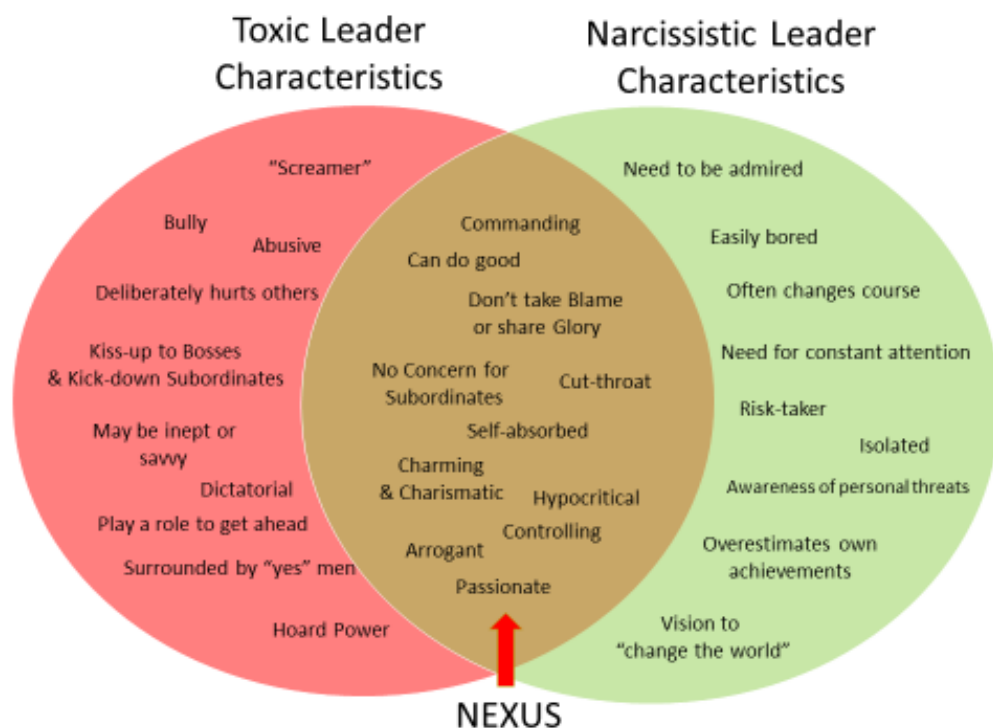 Toxic Leader
Characteristics
Narcissistic Leader
Characteristics
“Screamer”
Bully
Abusive
Deliberately hurts others
Kiss-up to Bosses
& Kick-down Subordinates
May be inept or
savvy
Dictatorial
Play a role to get ahead
Surrounded by “yes” men
Hoard Power
Commanding
Can do good
Don’t take Blame
or share Glory
No Concern for
Subordinates
Cut-throat
Self-absorbed
Charming
& Charismatic
Hypocritical
Controlling
Arrogant
Passionate
Need to be admired
Easily bored
Often changes course
Need for constant attention
Risk-taker
Isolated
Awareness of personal threats
Overestimates own
achievements
Vision to
“change the world”
NEXUS